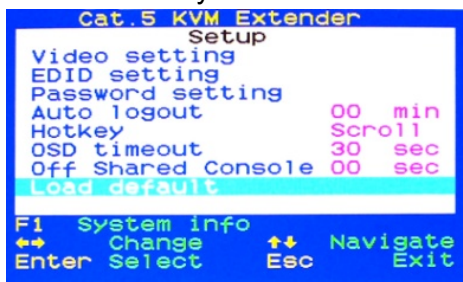 Cat.5 KVM Extender
Setup
Video setting
EDID setting
Password setting
Auto logout 00 min
Hotkey Scroll
OSD timeout 30 sec
Off Shared Console 00 sec
Load default
F1 System info
↔ Change ↑↓ Navigate
Enter Select Esc Exit